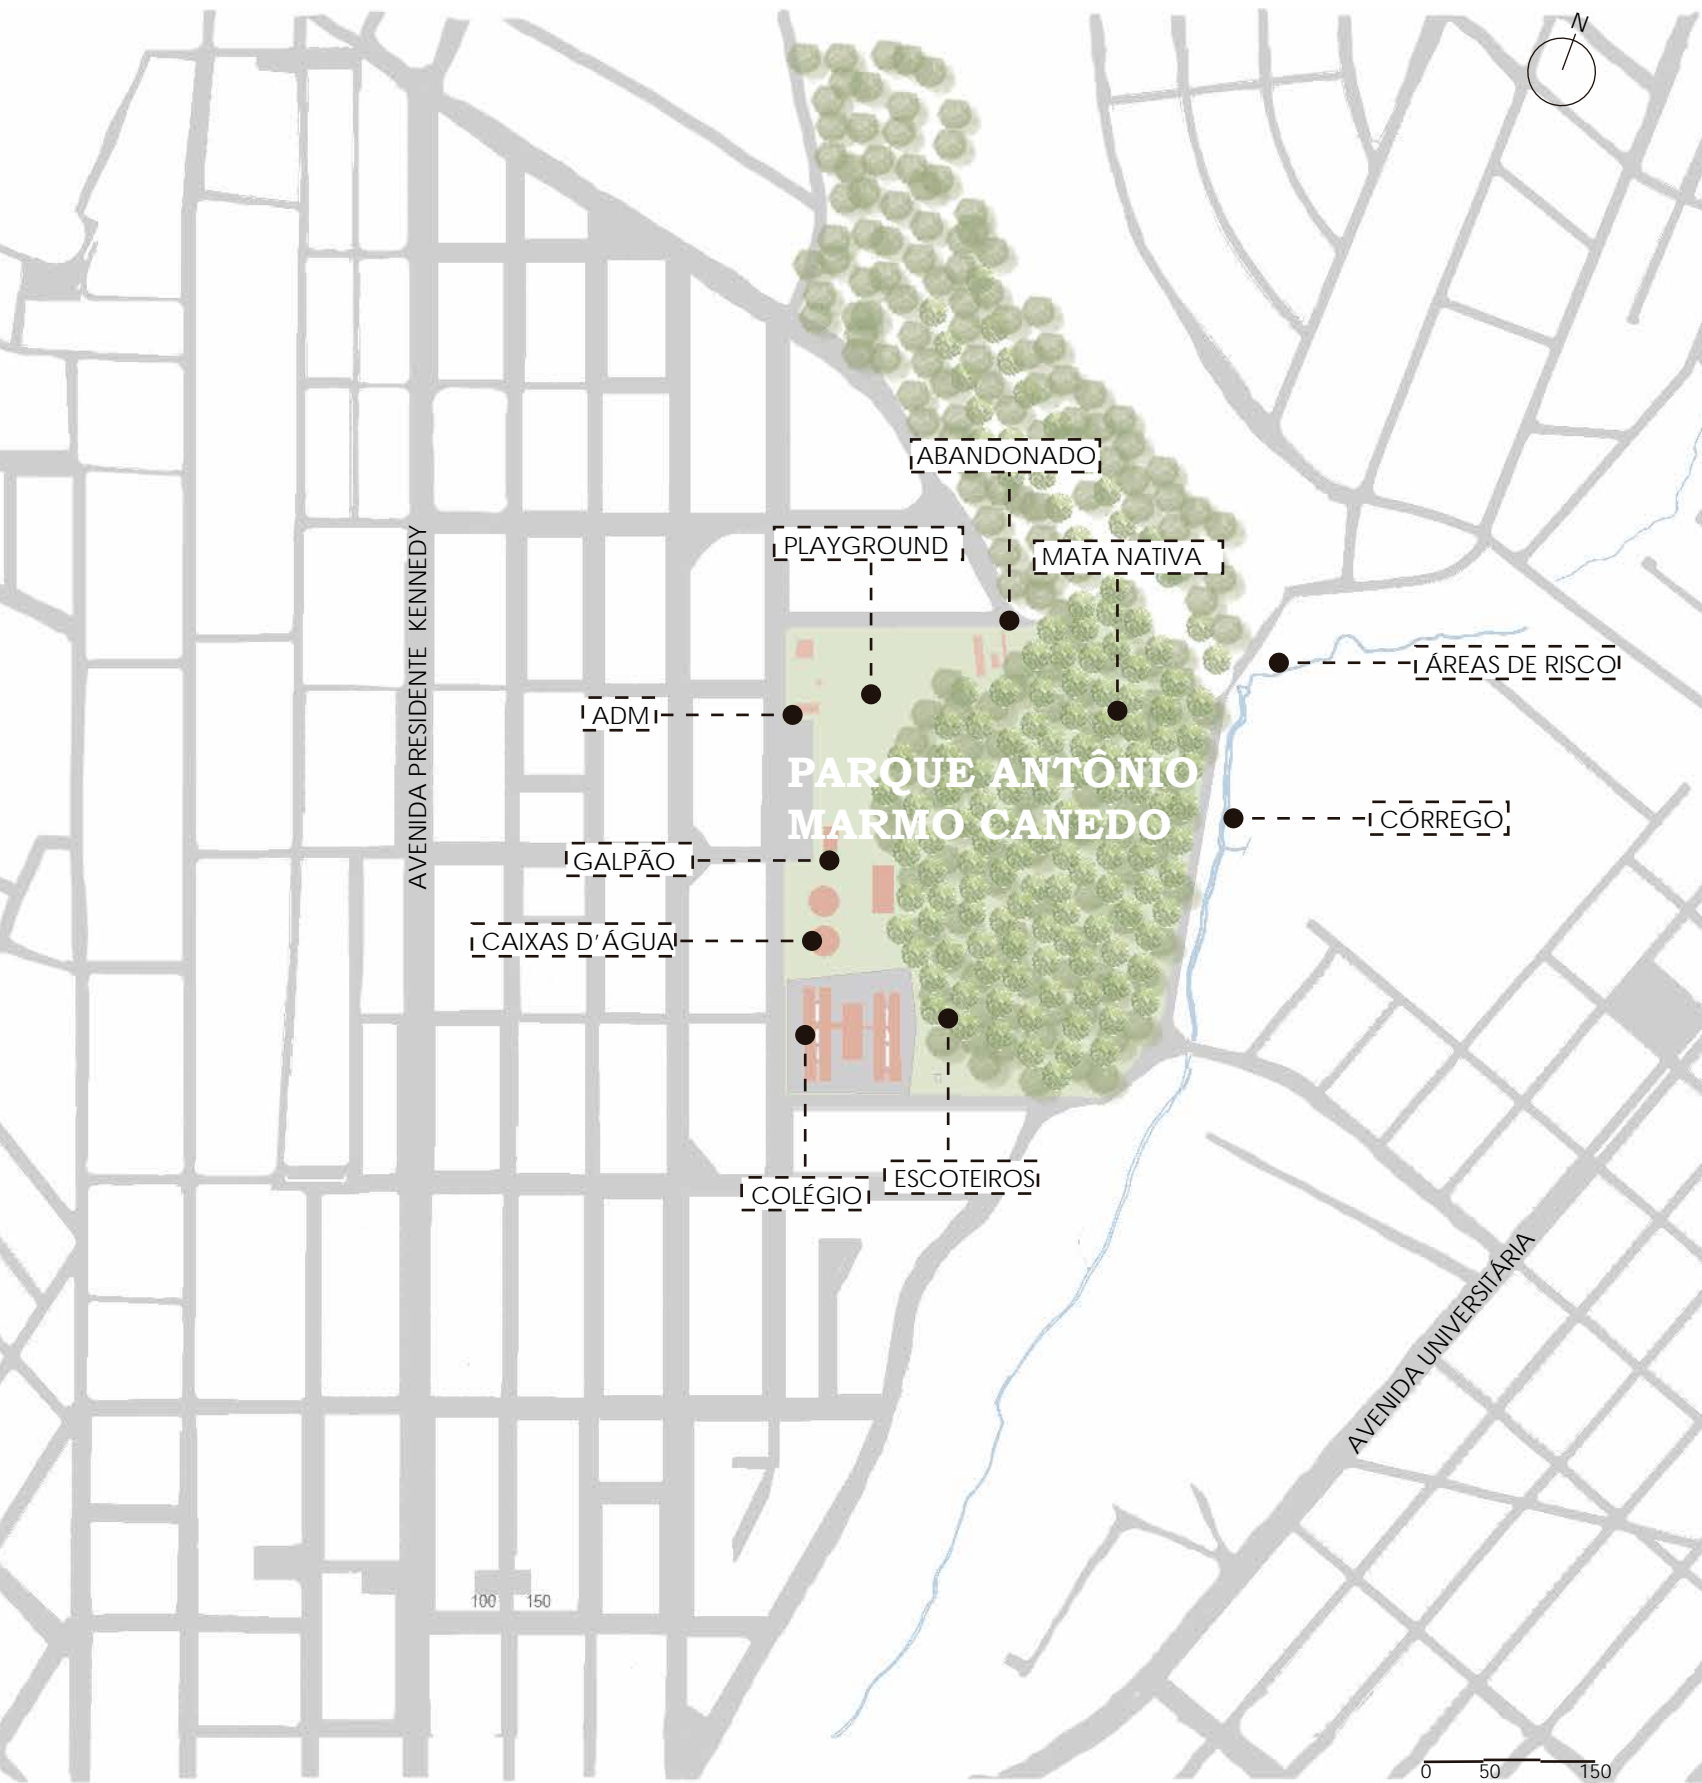 N
ABANDONADO
PLAYGROUND
MATA NATIVA
ÁREAS DE RISCO
ADM
AVENIDA PRESIDENTE KENNEDY
PARQUE ANTÔNIO
MARMO CANEDO
CÓRREGO
GALPÃO
CAIXAS D'ÁGUA
ESCOTEIROS
COLÉGIO
AVENIDA UNIVERSITÁRIA
100 150
0 50 150